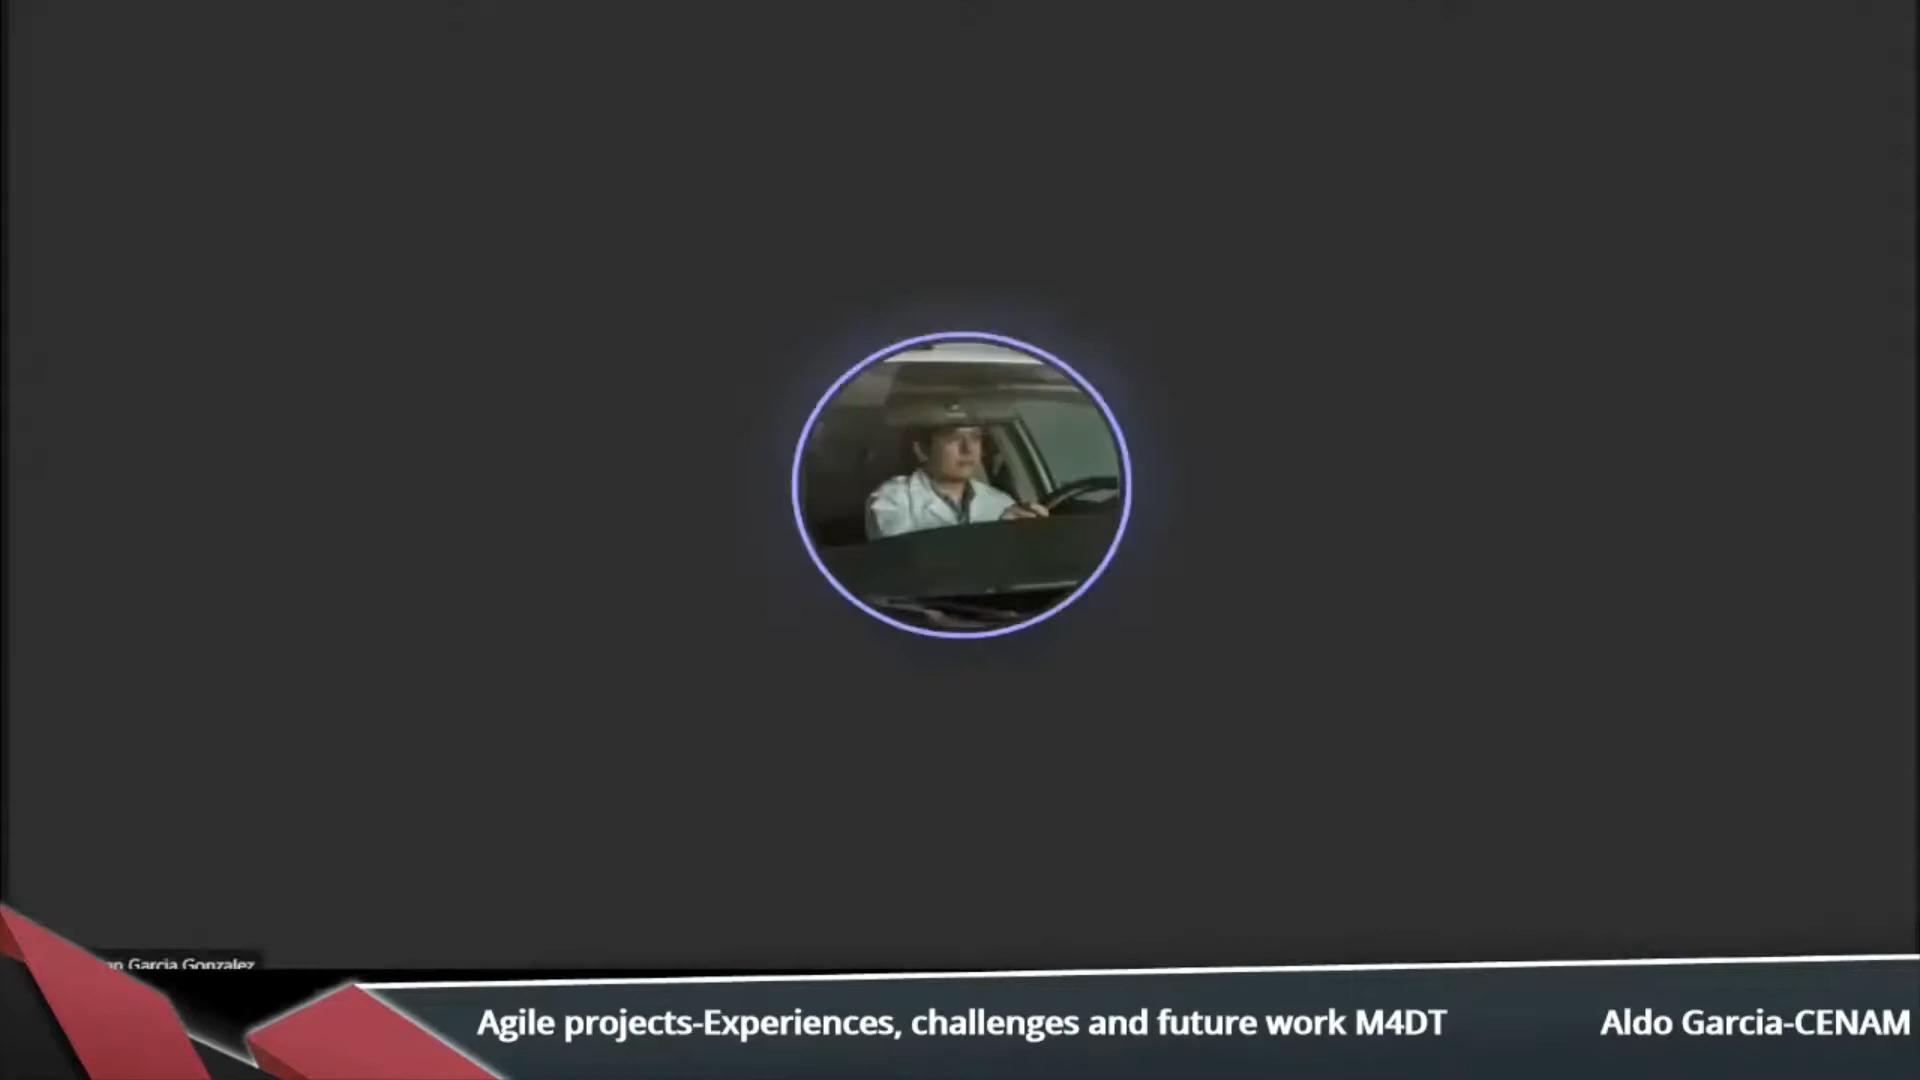 Garcia Gonzalez
Agile projects-Experiences, challenges and future work M4DT
Aldo Garcia-CENAM